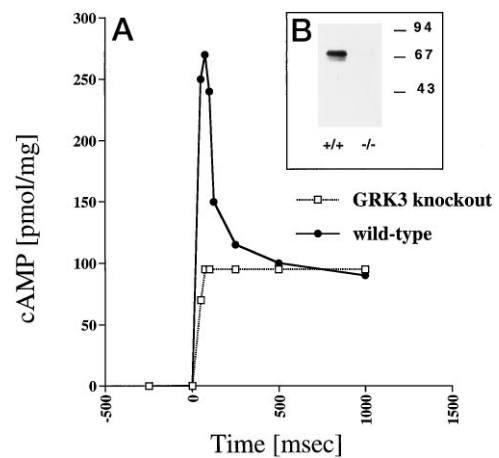 A
B
94
67
43
+/+ -/-
GRK3 knockout
wild-type
cAMP [pmol/mg]
300
250
200
150
100
50
0
-500 0 500 1000 1500
Time [msec]